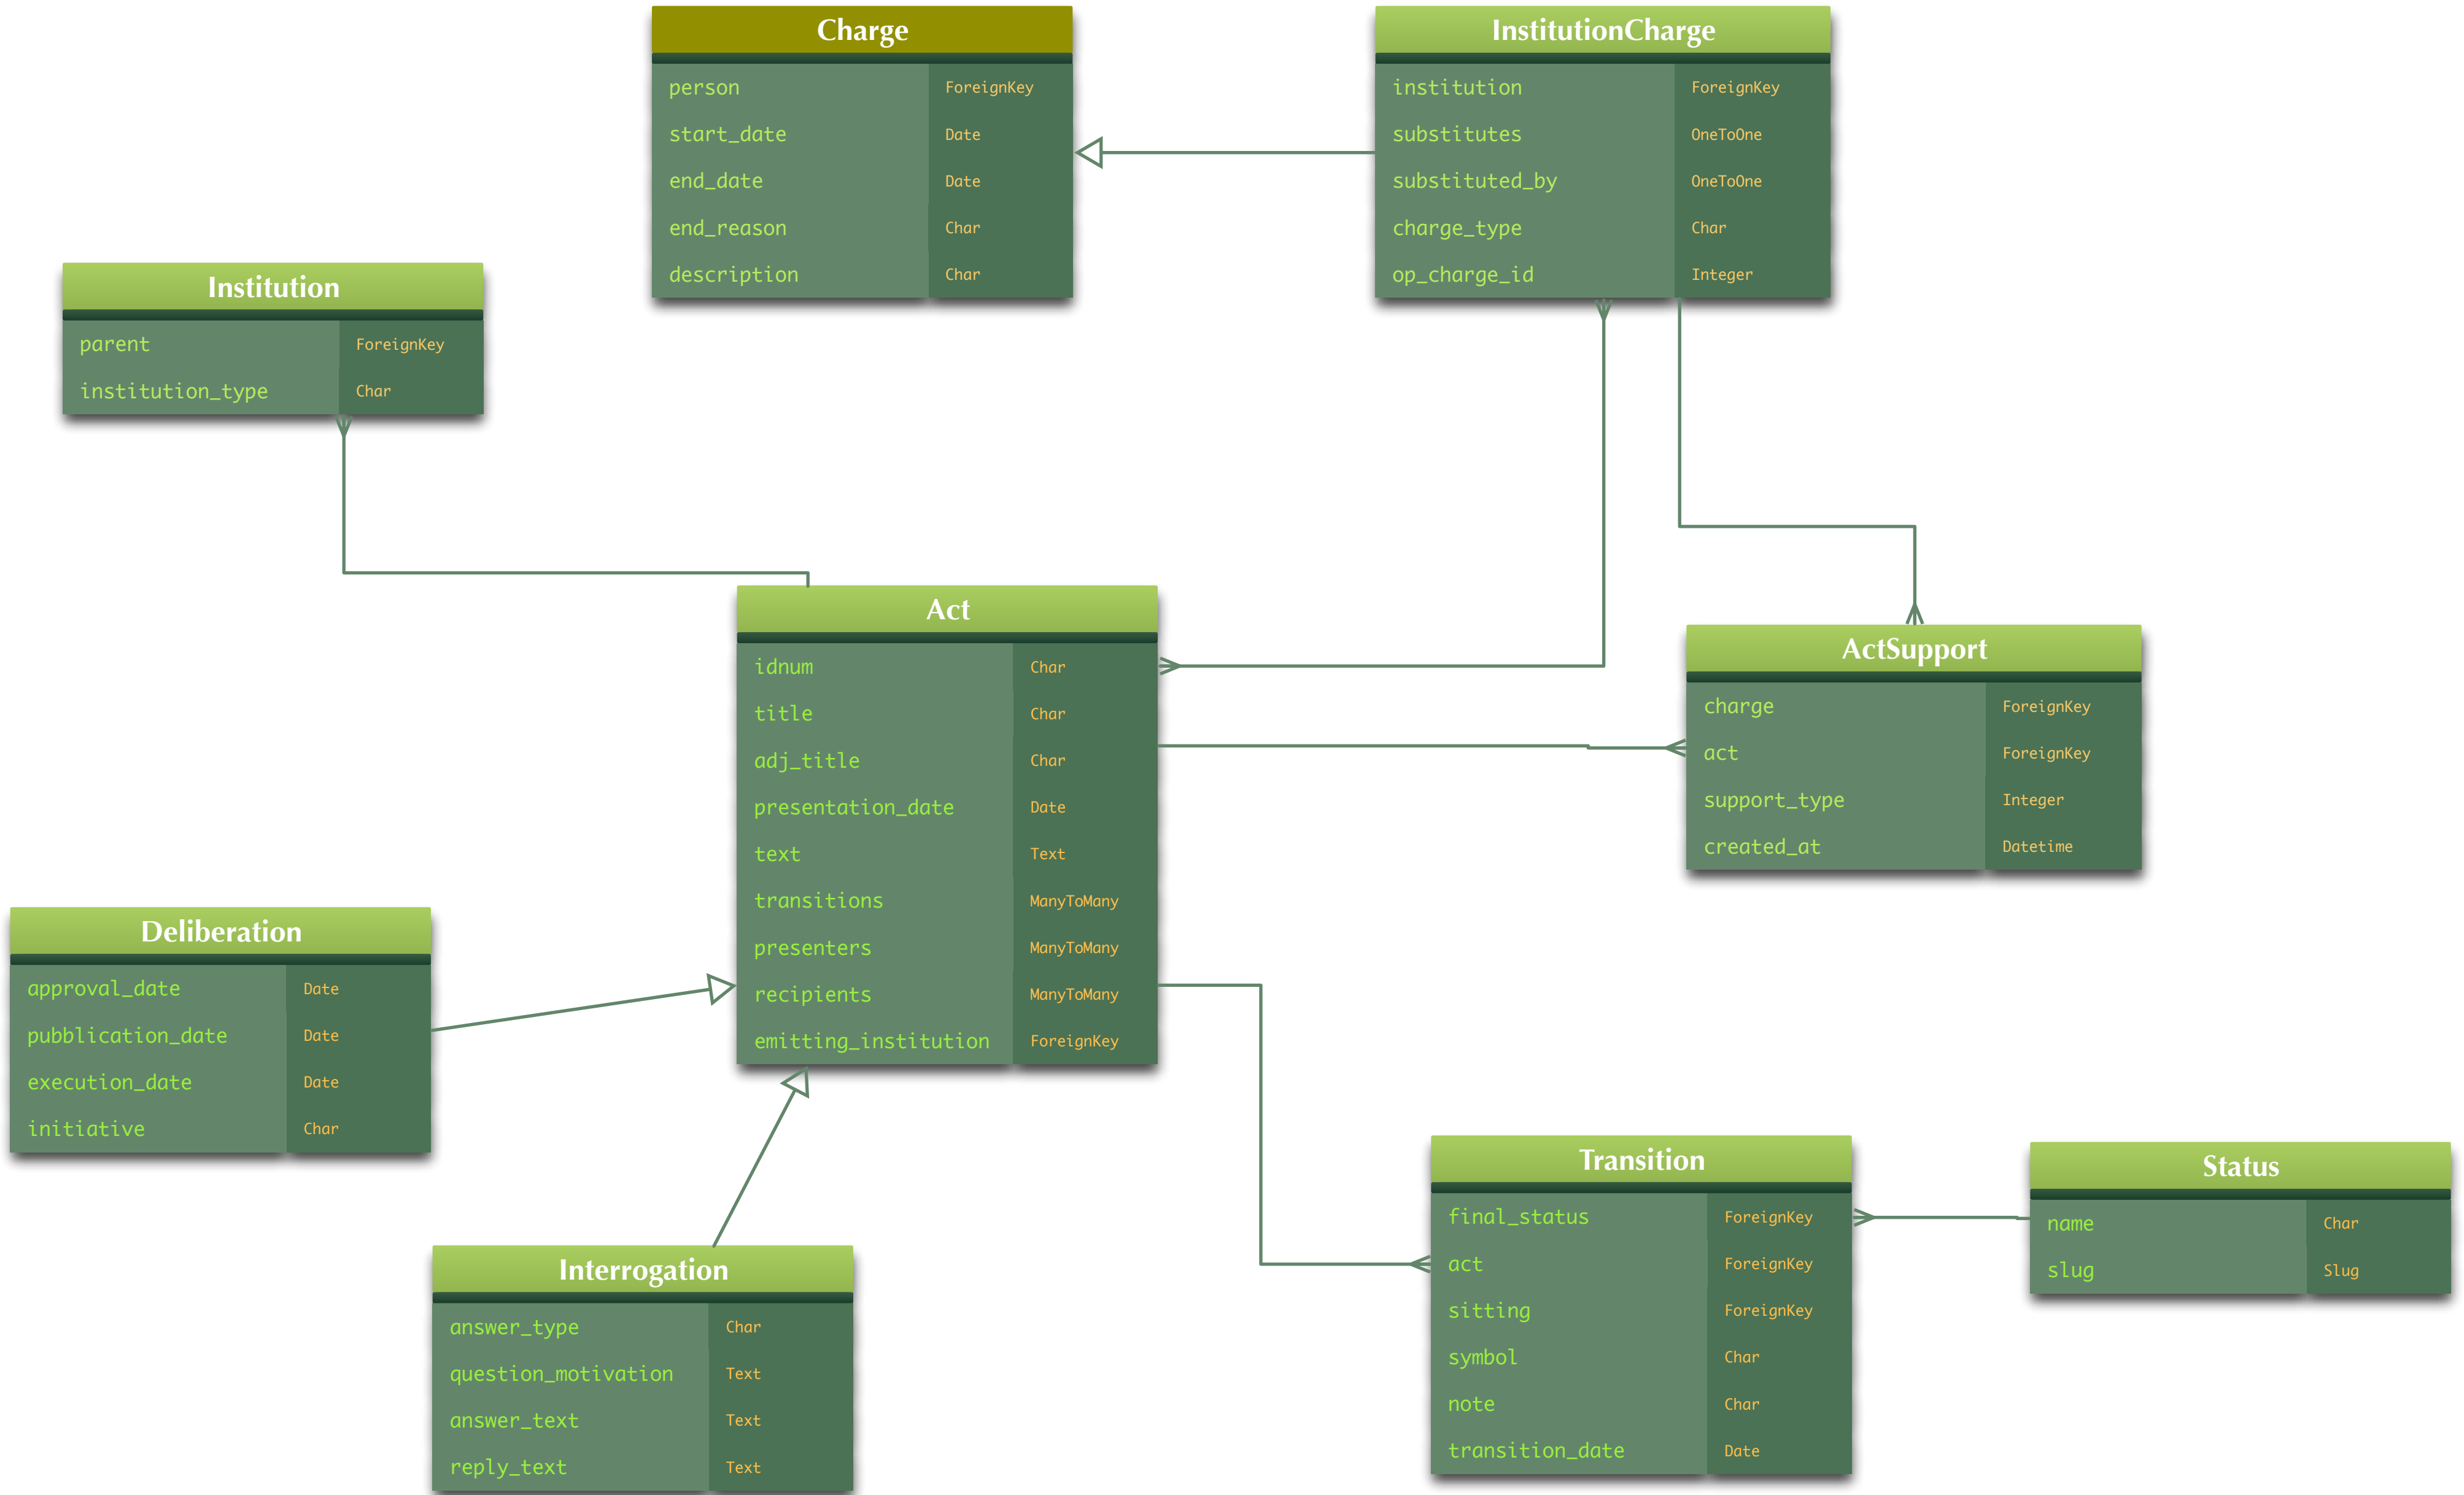 Charge
person ForeignKey
start_date Date
end_date Date
end_reason Char
description Char
InstitutionCharge
institution ForeignKey
substitutes OneToOne
substituted_by OneToOne
charge_type Char
op_charge_id Integer
Institution
parent ForeignKey
institution_type Char
Act
idnum Char
title Char
adj_title Char
presentation_date Date
text Text
transitions ManyToMany
presenters ManyToMany
recipients ManyToMany
emitting_institution ForeignKey
ActSupport
charge ForeignKey
act ForeignKey
support_type Integer
created_at Datetime
Deliberation
approval_date Date
pubblication_date Date
execution_date Date
initiative Char
Interrogation
answer_type Char
question_motivation Text
answer_text Text
reply_text Text
Transition
final_status ForeignKey
act ForeignKey
sitting ForeignKey
symbol Char
note Char
transition_date Date
Status
name Char
slug Slug